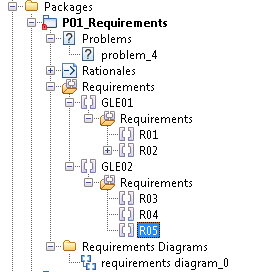 Packages
P01_Requirements
Problems
problem_4
Rationales
Requirements
GLE01
Requirements
R01
R02
GLE02
Requirements
R03
R04
R05
Requirements Diagrams
requirements diagram_0